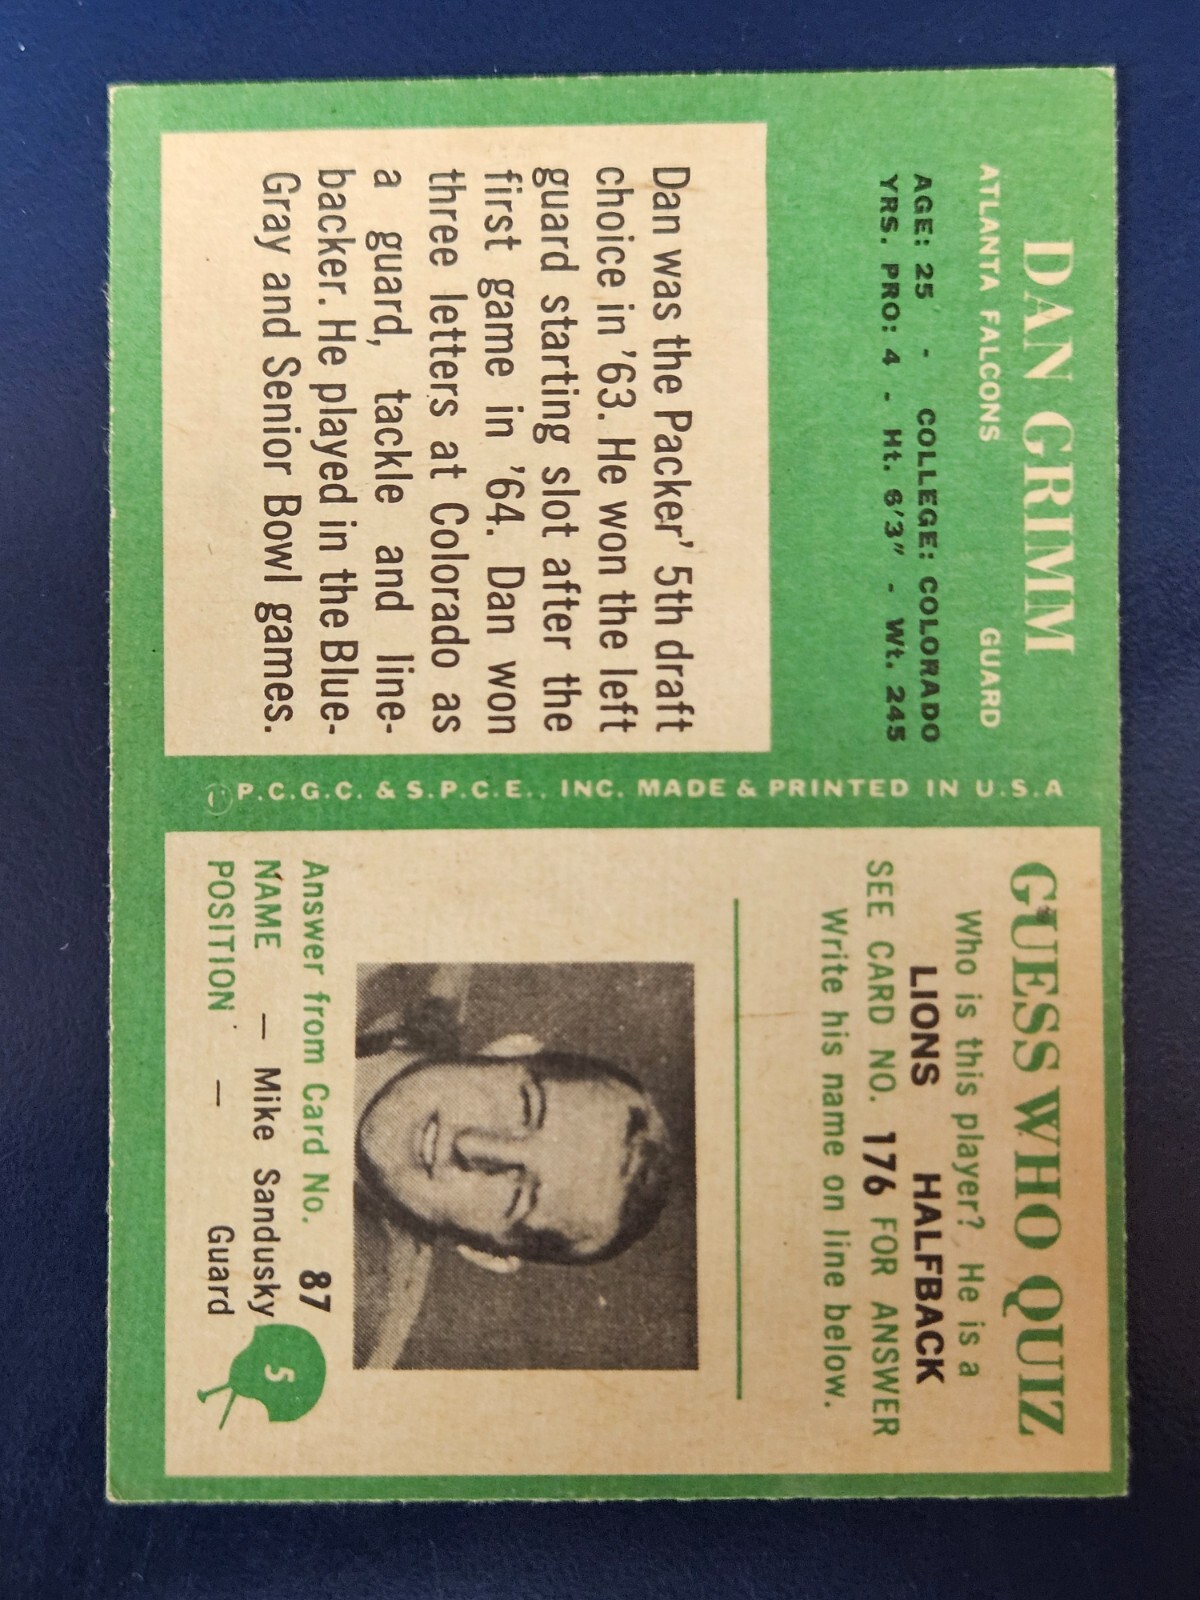 DAN GRIMM
ATLANTA FALCONS GUARD
AGE: 25 - COLLEGE: COLORADO
YRS. PRO: 4 - Ht. 6'3" - Wt. 245
Dan was the Packer' 5th draft
choice in '63. He won the left
guard starting slot after the
first game in '64. Dan won
three letters at Colorado as
a guard, tackle and line-
backer. He played in the Blue-
Gray and Senior Bowl games.
P.C.G.C. & S.P.C.E., INC. MADE & PRINTED IN U.S.A
GUESS WHO QUIZ
Who is this player? He is a
LIONS HALFBACK
SEE CARD NO. 176 FOR ANSWER
Write his name on line below.
Answer from Card No. 87
NAME — Mike Sandusky
POSITION — Guard
5